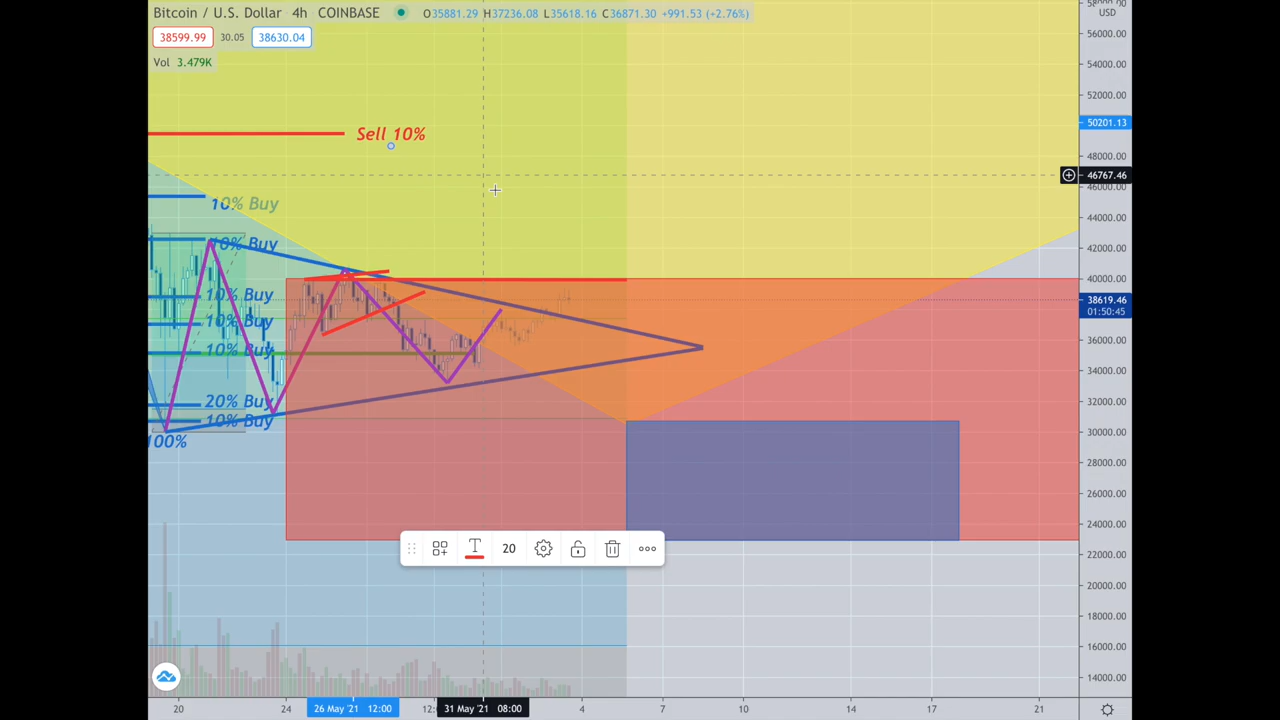 Bitcoin / U.S. Dollar 4h COINBASE O35881.29 H37236.08 L35618.16 C36871.30 +991.53 (+2.76%)
38599.99 30.05 38630.04
Vol 3.479K
58000.00
USD
56000.00
54000.00
52000.00
50201.13
48000.00
46767.46
46000.00
44000.00
42000.00
40000.00
38619.46
01:50:45
36000.00
34000.00
32000.00
30000.00
28000.00
26000.00
24000.00
22000.00
20000.00
18000.00
16000.00
14000.00
Sell 10%
10% Buy
10% Buy
10% Buy
10% Buy
10% Buy
20% Buy
10% Buy
100%
20
20 24 26 May '21 12:00 12: 31 May '21 08:00 4 7 10 14 17 21